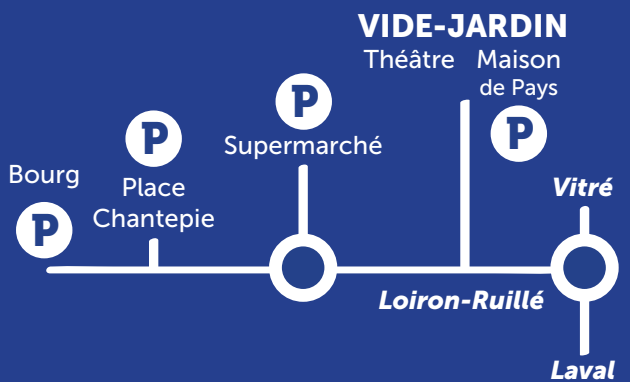 VIDE-JARDIN
Théâtre
Maison
de Pays
P
P
Supermarché
P
Place
Chantepie
Bourg
P
Vitré
Loiron-Ruillé
Laval